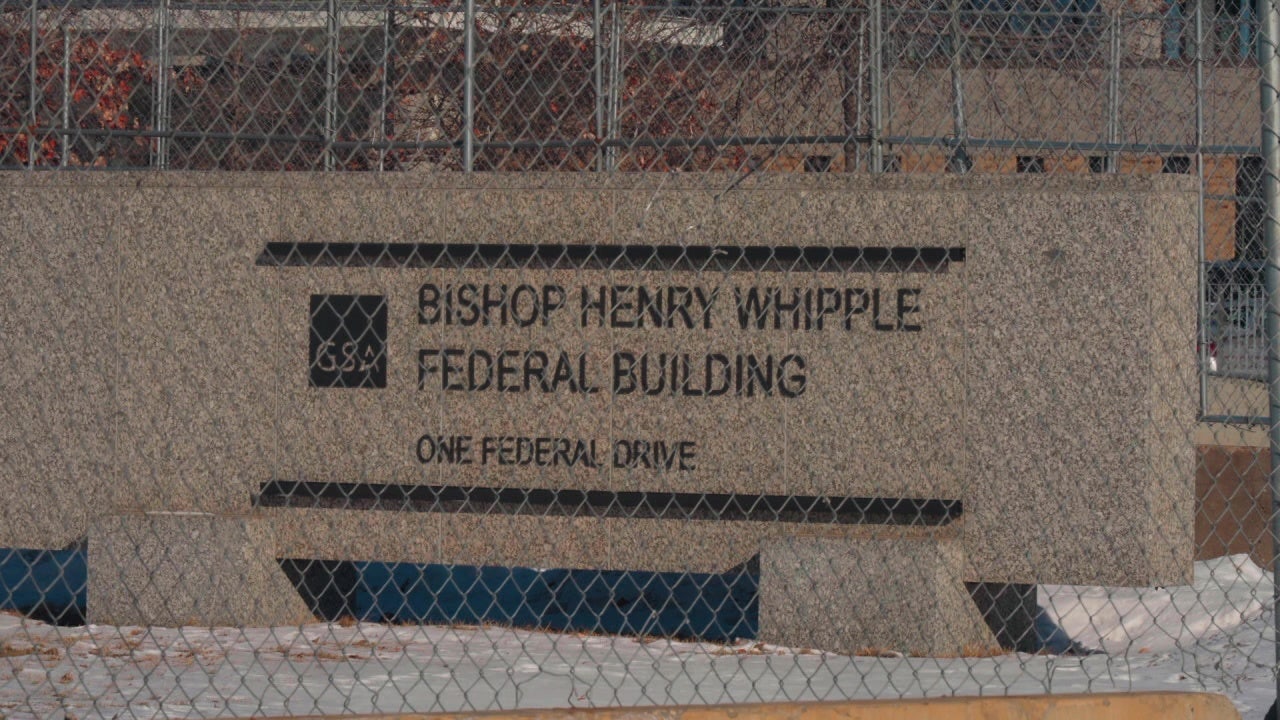 GSA
BISHOP HENRY WHIPPLE
FEDERAL BUILDING
ONE FEDERAL DRIVE